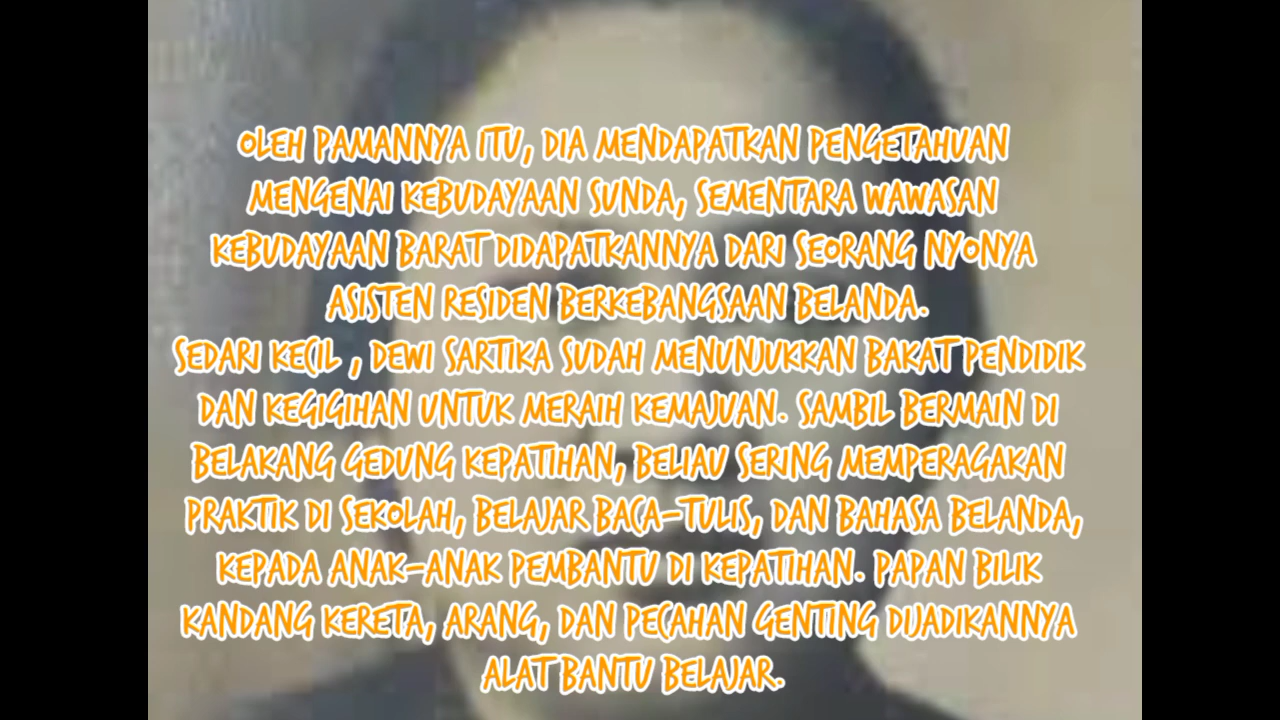 OLEH PAMANNYA ITU, DIA MENDAPATKAN PENGETAHUAN
MENGENAI KEBUDAYAAN SUNDA, SEMENTARA WAWASAN
KEBUDAYAAN BARAT DIDAPATKANNYA DARI SEORANG NYONYA
ASISTEN RESIDEN BERKEBANGSAAN BELANDA.
SEDARI KECIL , DEWI SARTIKA SUDAH MENUNJUKKAN BAKAT PENDIDIK
DAN KEGIGIHAN UNTUK MERAIH KEMAJUAN. SAMBIL BERMAIN DI
BELAKANG GEDUNG KEPATIHAN, BELIAU SERING MEMPERAGAKAN
PRAKTIK DI SEKOLAH, BELAJAR BACA-TULIS, DAN BAHASA BELANDA,
KEPADA ANAK-ANAK PEMBANTU DI KEPATIHAN. PAPAN BILIK
KANDANG KERETA, ARANG, DAN PECAHAN GENTING DIJADIKANNYA
ALAT BANTU BELAJAR.